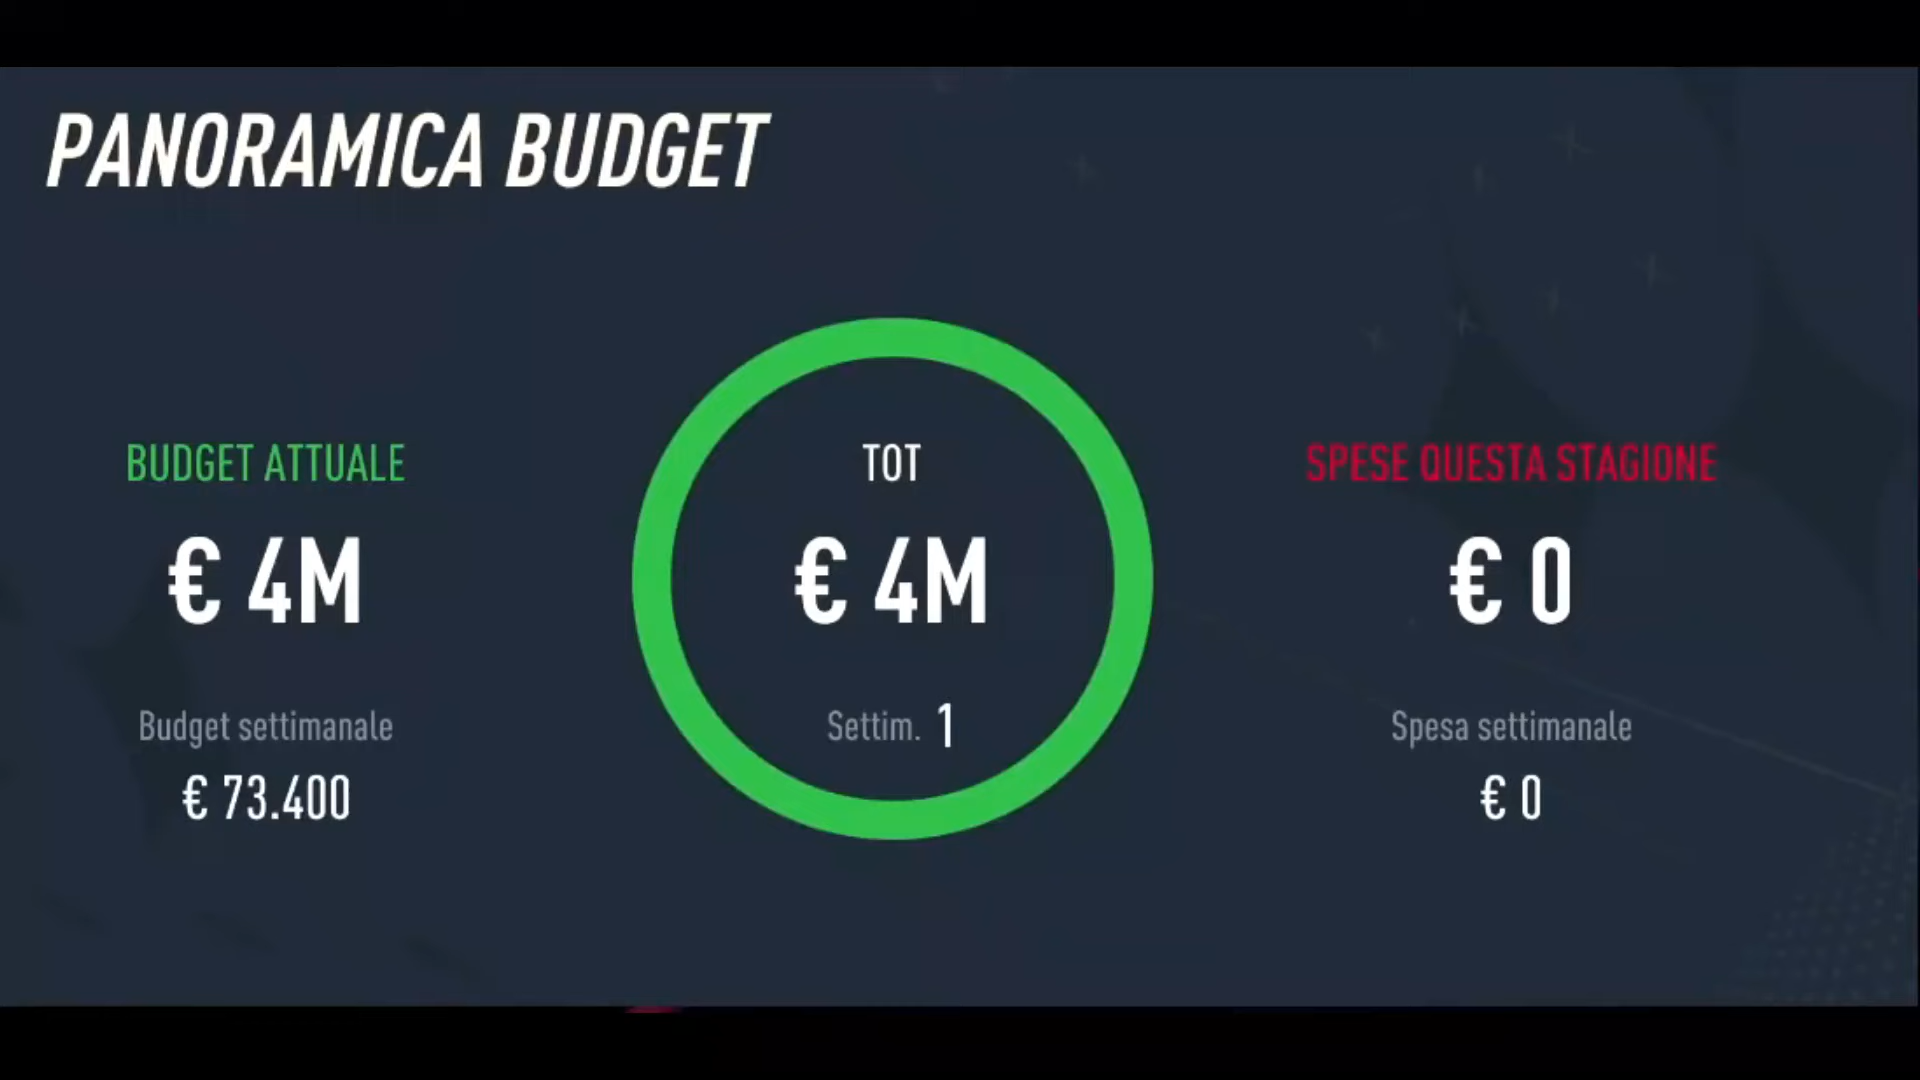 PANORAMICA BUDGET
BUDGET ATTUALE
€ 4M
Budget settimanale
€ 73.400
TOT
€ 4M
Settim. 1
SPESE QUESTA STAGIONE
€ 0
Spesa settimanale
€ 0